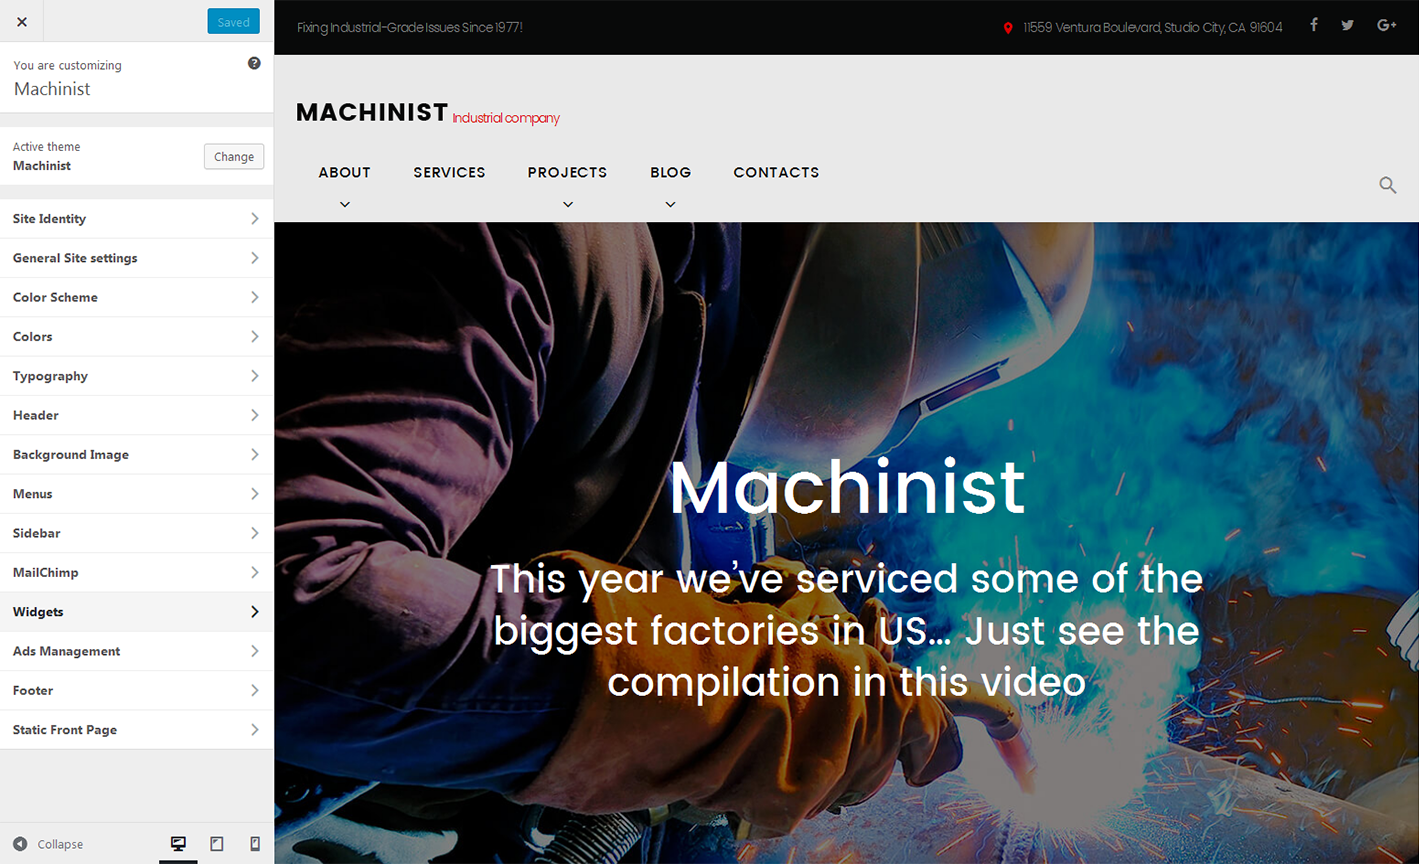 Saved
You are customizing
Machinist
Active theme
Machinist
Change
Site Identity
General Site settings
Color Scheme
Colors
Typography
Header
Background Image
Menus
Sidebar
MailChimp
Widgets
Ads Management
Footer
Static Front Page
Collapse
Fixing Industrial-Grade Issues Since 1977!
11559 Ventura Boulevard, Studio City, CA 91604
MACHINIST Industrial company
ABOUT SERVICES PROJECTS BLOG CONTACTS
Machinist
This year we’ve serviced some of the
biggest factories in US... Just see the
compilation in this video